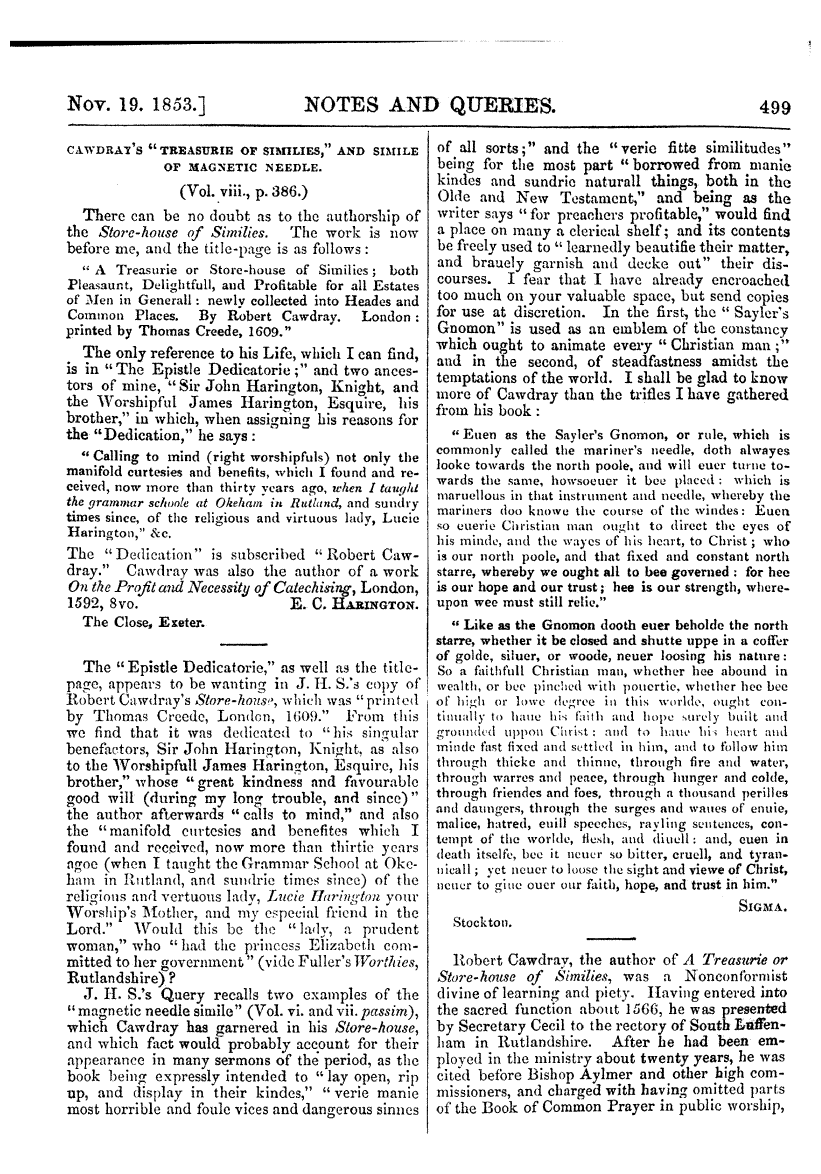 Nov. 19. 1853.] NOTES AND QUERIES. 499
CAWDRAY'S "TREASURIE OF SIMILIES," AND SIMILE
OF MAGNETIC NEEDLE.
(Vol. viii., p. 386.)
There can be no doubt as to the authorship of
the Store-house of Similies. The work is now
before me, and the title-page is as follows:
"A Treasurie or Store-house of Similies; both
Pleasaunt, Delightfull, and Profitable for all Estates
of Men in Generall: newly collected into Heades and
Common Places. By Robert Cawdray. London:
printed by Thomas Creede, 1609."
The only reference to his Life, which I can find,
is in "The Epistle Dedicatorie;" and two ances-
tors of mine, "Sir John Harington, Knight, and
the Worshipful James Harington, Esquire, his
brother," in which, when assigning his reasons for
the "Dedication," he says:
"Calling to mind (right worshipfuls) not only the
manifold curtesies and benefits, which I found and re-
ceived, now more than thirty years ago, when I taught
the grammar schoole at Okeham in Rutland, and sundry
times since, of the religious and virtuous lady, Lucie
Harington," &c.
The "Dedication" is subscribed "Robert Caw-
dray." Cawdray was also the author of a work
On the Profit and Necessity of Catechising, London,
1592, 8vo. E. C. HARINGTON.
The Close, Exeter.
The "Epistle Dedicatorie," as well as the title-
page, appears to be wanting in J. H. S.'s copy of
Robert Cawdray's Store-house, which was "printed
by Thomas Creede, London, 1609." From this
we find that it was dedicated to "his singular
benefactors, Sir John Harington, Knight, as also
to the Worshipfull James Harington, Esquire, his
brother," whose "great kindness and favourable
good will (during my long trouble, and since)"
the author afterwards "calls to mind," and also
the "manifold curtesies and benefites which I
found and received, now more than thirtie years
agoe (when I taught the Grammar School at Oke-
ham in Rutland, and sundrie times since) of the
religious and vertuous lady, Lucie Harington your
Worship's Mother, and my especial friend in the
Lord." Would this be the "lady, a prudent
woman," who "had the princess Elizabeth com-
mitted to her government" (vide Fuller's Worthies,
Rutlandshire)?
J. H. S.'s Query recalls two examples of the
"magnetic needle simile" (Vol. vi. and vii. passim),
which Cawdray has garnered in his Store-house,
and which fact would probably account for their
appearance in many sermons of the period, as the
book being expressly intended to "lay open, rip
up, and display in their kindes," "verie manie
most horrible and foule vices and dangerous sinnes
of all sorts;" and the "verie fitte similitudes"
being for the most part "borrowed from manie
kindes and sundrie naturall things, both in the
Olde and New Testament," and being as the
writer says "for preachers profitable," would find
a place on many a clerical shelf; and its contents
be freely used to "learnedly beautifie their matter,
and brauely garnish and decke out" their dis-
courses. I fear that I have already encroached
too much on your valuable space, but send copies
for use at discretion. In the first, the "Sayler's
Gnomon" is used as an emblem of the constancy
which ought to animate every "Christian man;"
and in the second, of steadfastness amidst the
temptations of the world. I shall be glad to know
more of Cawdray than the trifles I have gathered
from his book:
"Euen as the Sayler's Gnomon, or rule, which is
commonly called the mariner's needle, doth alwayes
looke towards the north poole, and will euer turne to-
wards the same, howsoeuer it bee placed: which is
maruellous in that instrument and needle, whereby the
mariners doo knowe the course of the windes: Euen
so euerie Christian man ought to direct the eyes of
his minde, and the wayes of his heart, to Christ; who
is our north poole, and that fixed and constant north
starre, whereby we ought all to bee governed: for hee
is our hope and our trust; hee is our strength, where-
upon wee must still relie."
"Like as the Gnomon dooth euer beholde the north
starre, whether it be closed and shutte uppe in a coffer
of golde, siluer, or woode, neuer loosing his nature:
So a faithfull Christian man, whether hee abound in
wealth, or bee pinched with pouertie, whether hee bee
of high or lowe degree in this worlde, ought con-
tinually to haue his faith and hope surely built and
grounded uppon Christ: and to haue his heart and
minde fast fixed and settled in him, and to follow him
through thicke and thinne, through fire and water,
through warres and peace, through hunger and colde,
through friendes and foes, through a thousand perilles
and daungers, through the surges and waues of enuie,
malice, hatred, euill speeches, rayling sentences, con-
tempt of the worlde, flesh, and diuell: and, euen in
death itselfe, bee it neuer so bitter, cruell, and tyran-
nicall; yet neuer to loose the sight and viewe of Christ,
neuer to giue ouer our faith, hope, and trust in him."
SIGMA.
Stockton.
Robert Cawdray, the author of A Treasurie or
Store-house of Similies, was a Nonconformist
divine of learning and piety. Having entered into
the sacred function about 1566, he was presented
by Secretary Cecil to the rectory of South Luffen-
ham in Rutlandshire. After he had been em-
ployed in the ministry about twenty years, he was
cited before Bishop Aylmer and other high com-
missioners, and charged with having omitted parts
of the Book of Common Prayer in public worship,